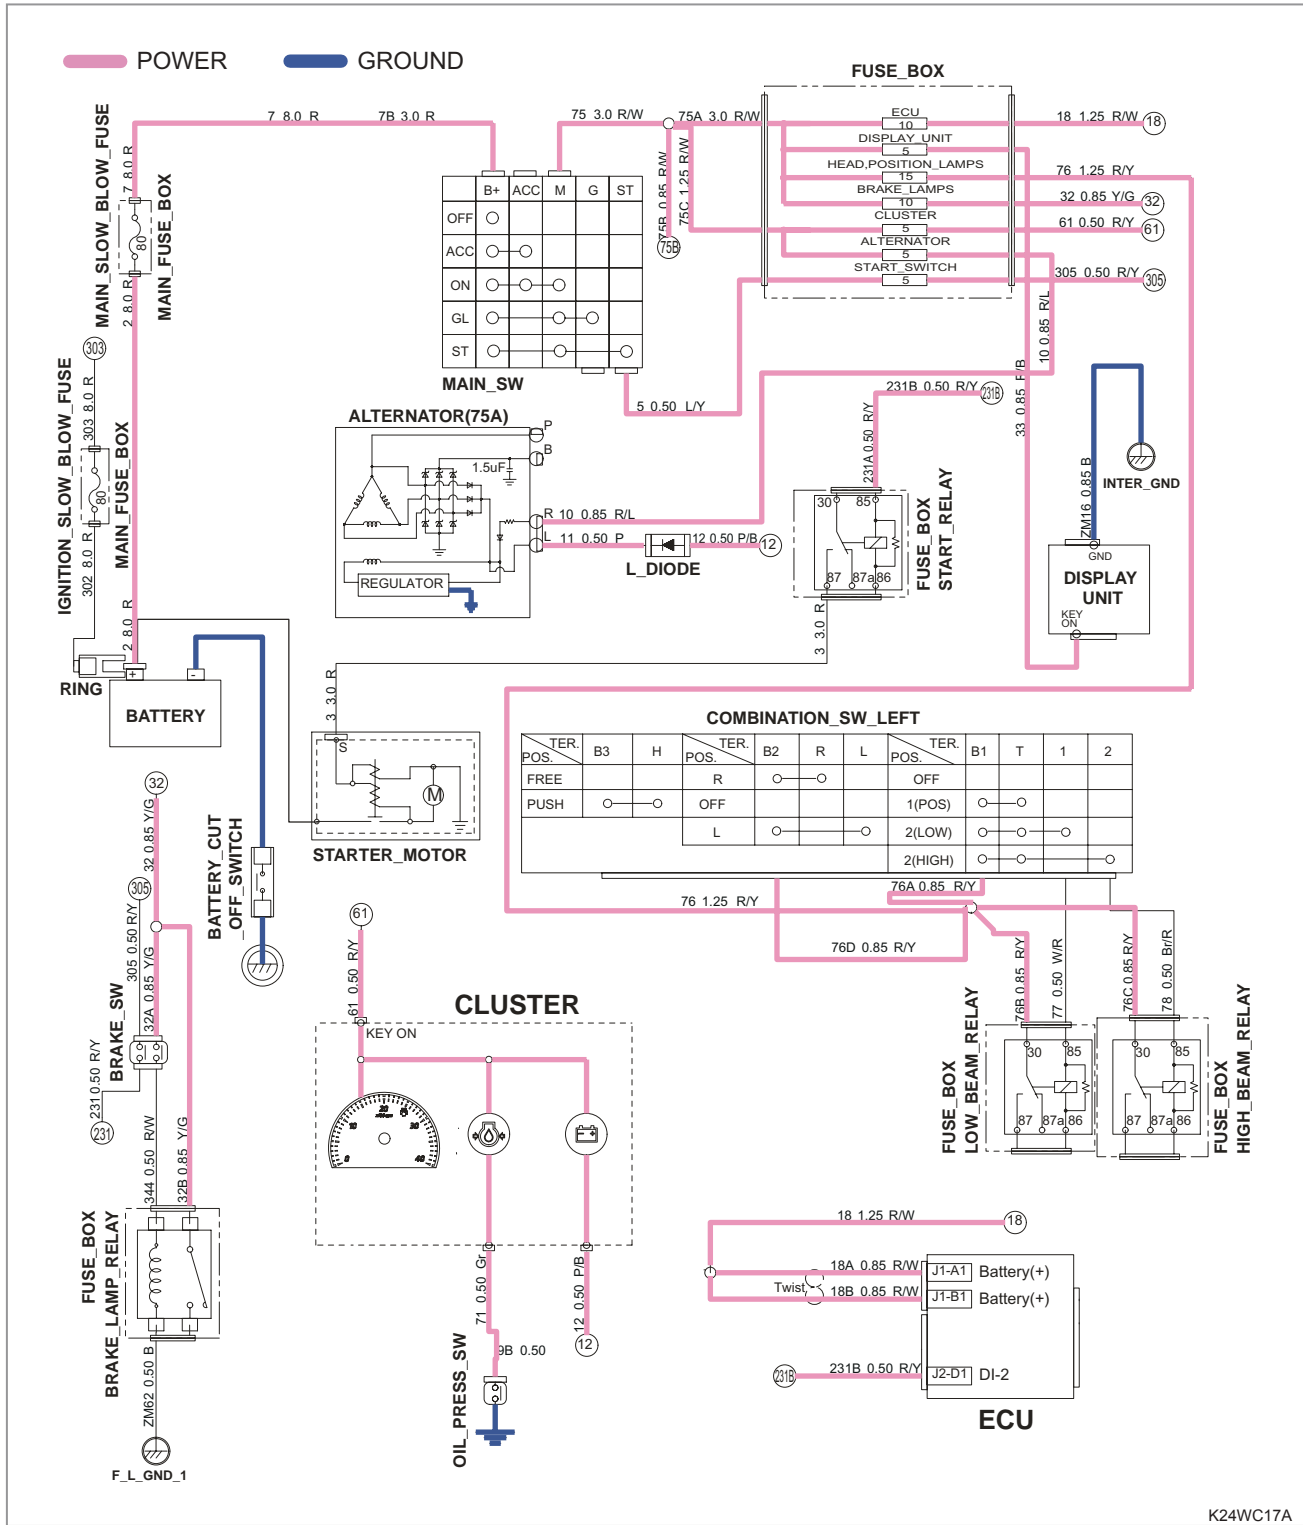 POWER
GROUND
FUSE_BOX
7 8.0 R
7B 3.0 R
75 3.0 R/W
75A 3.0 R/W
ECU
10
18 1.25 R/W
18
DISPLAY_UNIT
5
HEAD,POSITION_LAMPS
15
76 1.25 R/Y
BRAKE_LAMPS
10
32 0.85 Y/G
32
CLUSTER
5
61 0.50 R/Y
61
ALTERNATOR
5
START_SWITCH
5
305 0.50 R/Y
305
75B 0.85 R/W
75C 1.25 R/W
75B
MAIN_SLOW_BLOW_FUSE
MAIN_FUSE_BOX
7 8.0 R
80
2 8.0 R
B+ ACC M G ST
OFF
ACC
ON
GL
ST
MAIN_SW
5 0.50 L/Y
10 0.85 R/L
33 0.85 R/B
303
303 8.0 R
IGNITION_SLOW_BLOW_FUSE
MAIN_FUSE_BOX
80
302 8.0 R
2 8.0 R
RING
+
-
BATTERY
ALTERNATOR(75A)
P
B
1.5uF
R
10 0.85 R/L
L
11 0.50 P
12 0.50 P/B
12
L_DIODE
REGULATOR
231B 0.50 R/Y
231B
231A 0.50 R/Y
30
85
87
87a
86
FUSE_BOX
START_RELAY
3 3.0 R
3 3.0 R
ZM16 0.85 B
INTER_GND
GND
DISPLAY
UNIT
KEY
ON
S
M
STARTER_MOTOR
COMBINATION_SW_LEFT
TER. POS. B3 H TER. POS. B2 R L TER. POS. B1 T 1 2
FREE R OFF
PUSH OFF 1(POS)
L 2(LOW)
2(HIGH)
76A 0.85 R/Y
76 1.25 R/Y
76D 0.85 R/Y
76B 0.85 R/Y
77 0.50 W/R
76C 0.85 R/Y
78 0.50 Br/R
30
85
87
87a
86
FUSE_BOX
LOW_BEAM_RELAY
30
85
87
87a
86
FUSE_BOX
HIGH_BEAM_RELAY
32
32 0.85 Y/G
305
305 0.50 R/Y
32A 0.85 Y/G
BATTERY_CUT
OFF_SWITCH
BRAKE_SW
231 0.50 R/Y
231
344 0.50 R/W
32B 0.85 Y/G
FUSE_BOX
BRAKE_LAMP_RELAY
ZM62 0.50 B
F_L_GND_1
61
61 0.50 R/Y
CLUSTER
KEY ON
0
10
20
30
40
71 0.50 Gr
12 0.50 P/B
12
9B 0.50
OIL_PRESS_SW
18 1.25 R/W
18
18A 0.85 R/W
J1-A1
Battery(+)
Twist
18B 0.85 R/W
J1-B1
Battery(+)
231B
231B 0.50 R/Y
J2-D1
DI-2
ECU
K24WC17A